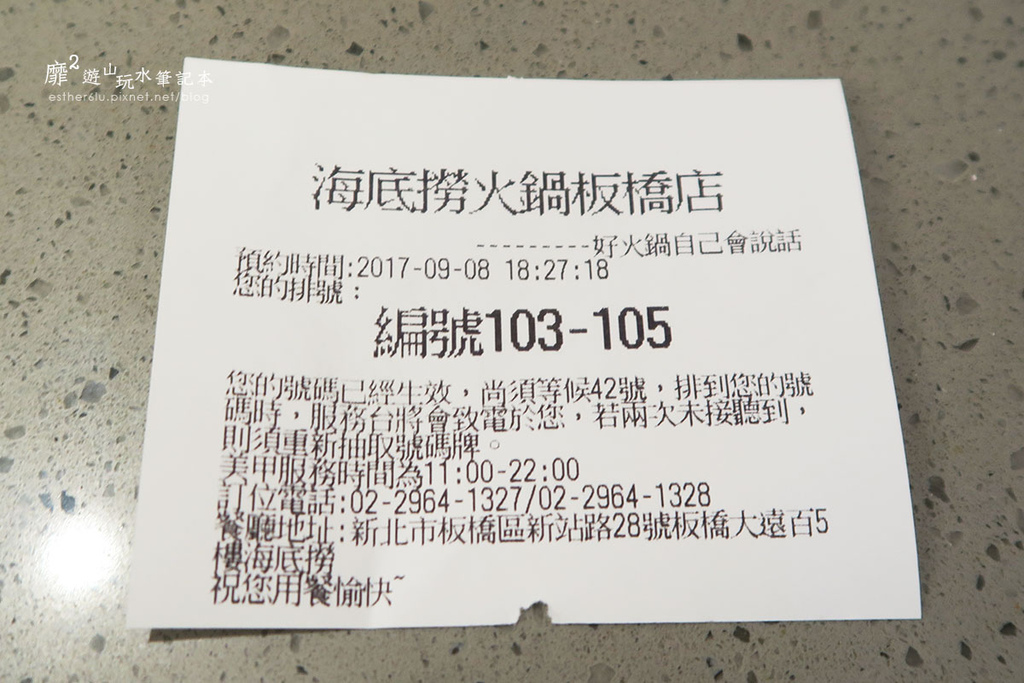 靡²遊山玩水筆記本
esther6lu.pixnet.net/blog
海底撈火鍋板橋店
---------好火鍋自己會說話
預約時間:2017-09-08 18:27:18
您的排號：
編號103-105
您的號碼已經生效，尚須等候42號，排到您的號
碼時，服務台將會致電於您，若兩次未接聽到，
則須重新抽取號碼牌。
美甲服務時間為11:00-22:00
訂位電話:02-2964-1327/02-2964-1328
餐廳地址:新北市板橋區新站路28號板橋大遠百5
樓海底撈
祝您用餐愉快~